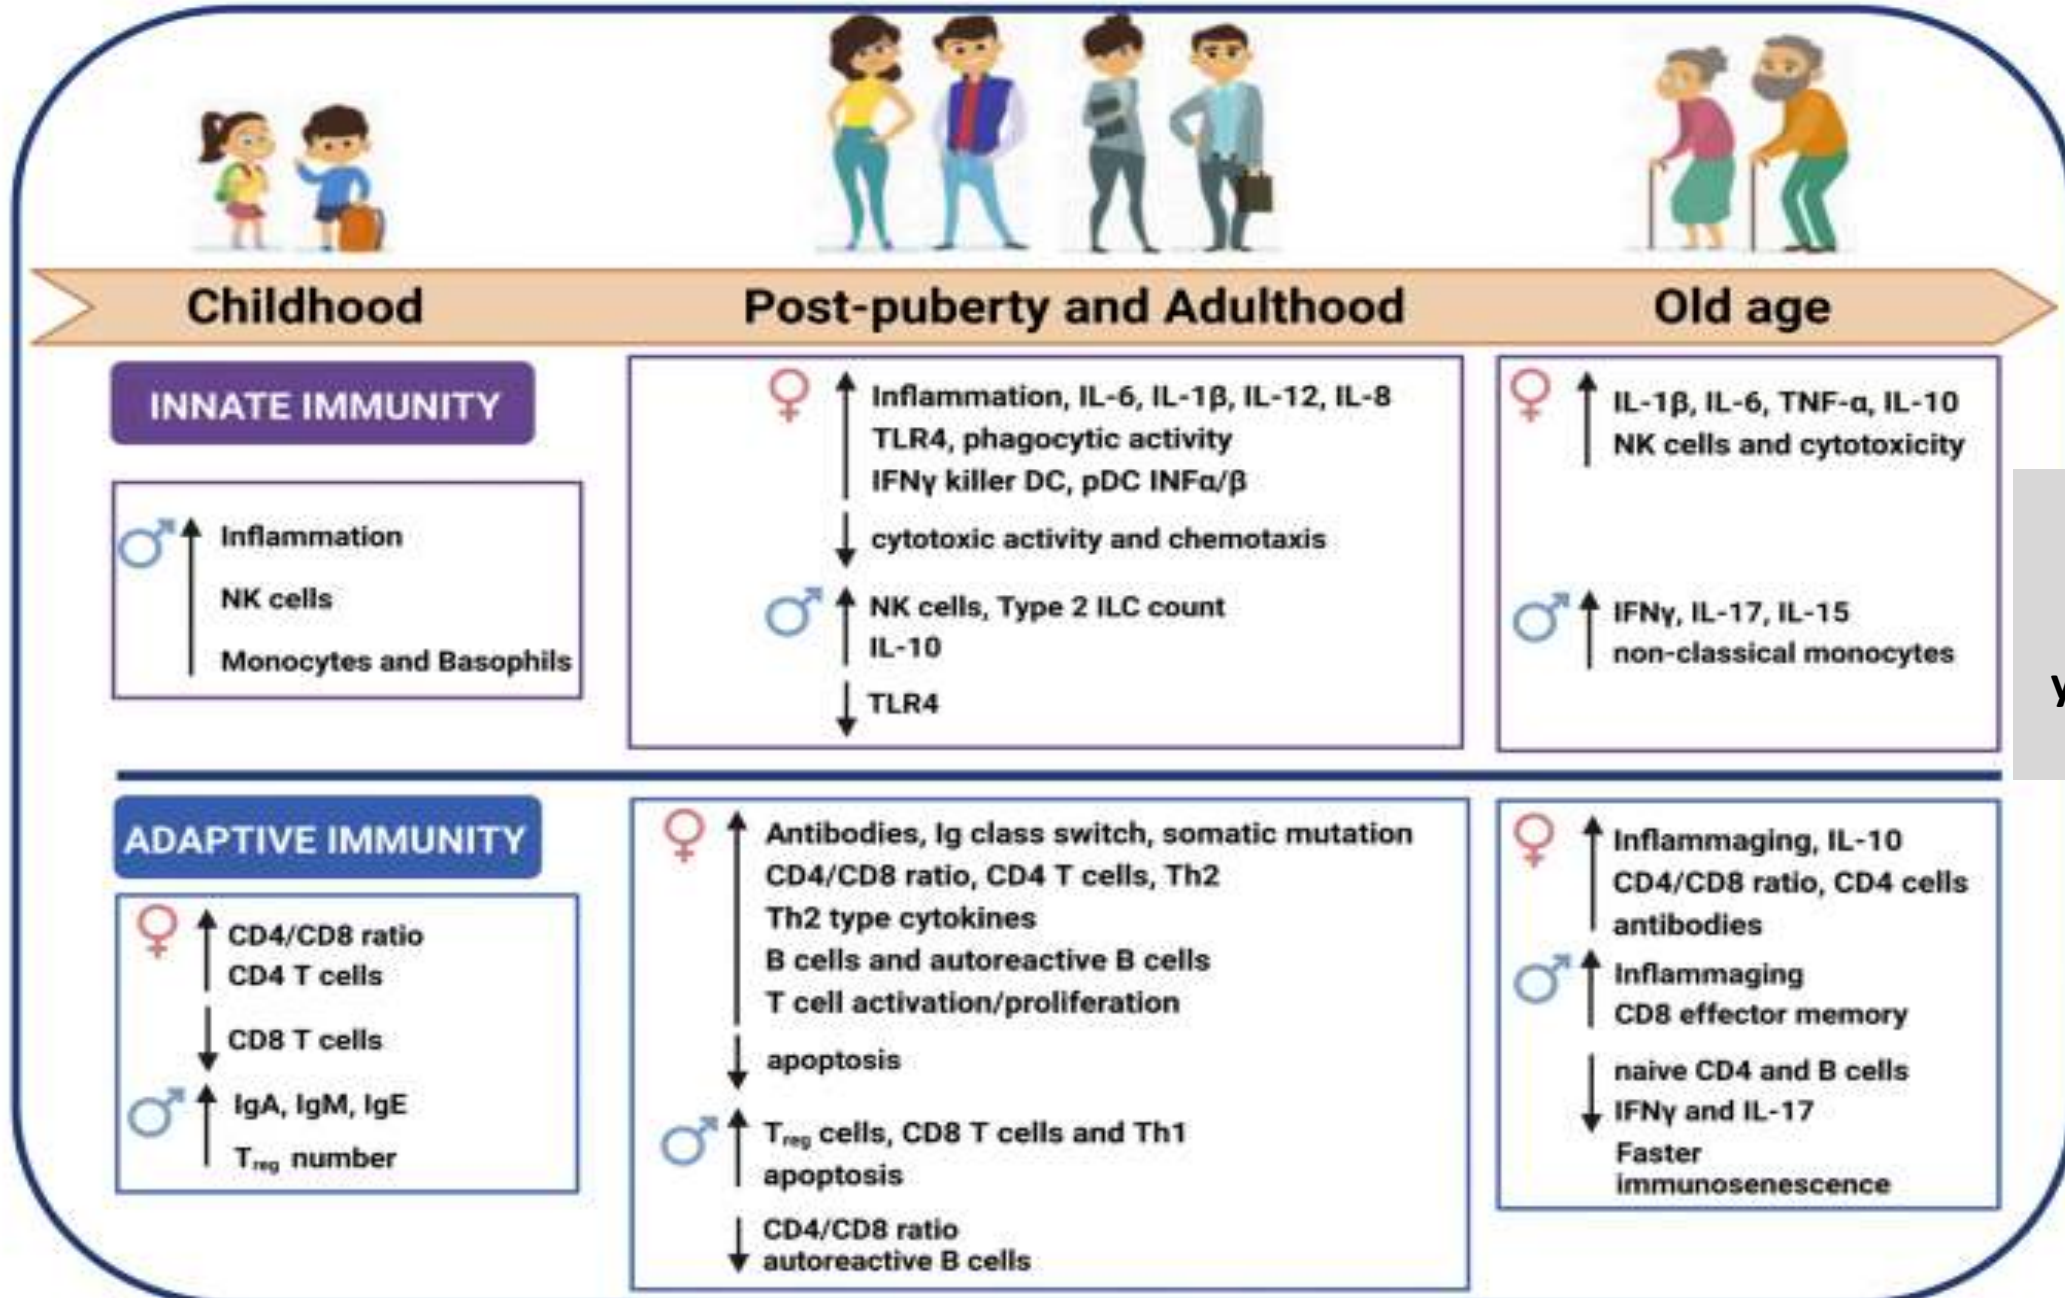 Childhood
Post-puberty and Adulthood
Old age
INNATE IMMUNITY
Inflammation
NK cells
Monocytes and Basophils
Inflammation, IL-6, IL-1β, IL-12, IL-8
TLR4, phagocytic activity
IFNγ killer DC, pDC INFα/β
cytotoxic activity and chemotaxis
NK cells, Type 2 ILC count
IL-10
TLR4
IL-1β, IL-6, TNF-α, IL-10
NK cells and cytotoxicity
IFNγ, IL-17, IL-15
non-classical monocytes
y
ADAPTIVE IMMUNITY
CD4/CD8 ratio
CD4 T cells
CD8 T cells
IgA, IgM, IgE
Treg number
Antibodies, Ig class switch, somatic mutation
CD4/CD8 ratio, CD4 T cells, Th2
Th2 type cytokines
B cells and autoreactive B cells
T cell activation/proliferation
apoptosis
Treg cells, CD8 T cells and Th1
apoptosis
CD4/CD8 ratio
autoreactive B cells
Inflammaging, IL-10
CD4/CD8 ratio, CD4 cells
antibodies
Inflammaging
CD8 effector memory
naive CD4 and B cells
IFNγ and IL-17
Faster
immunosenescence